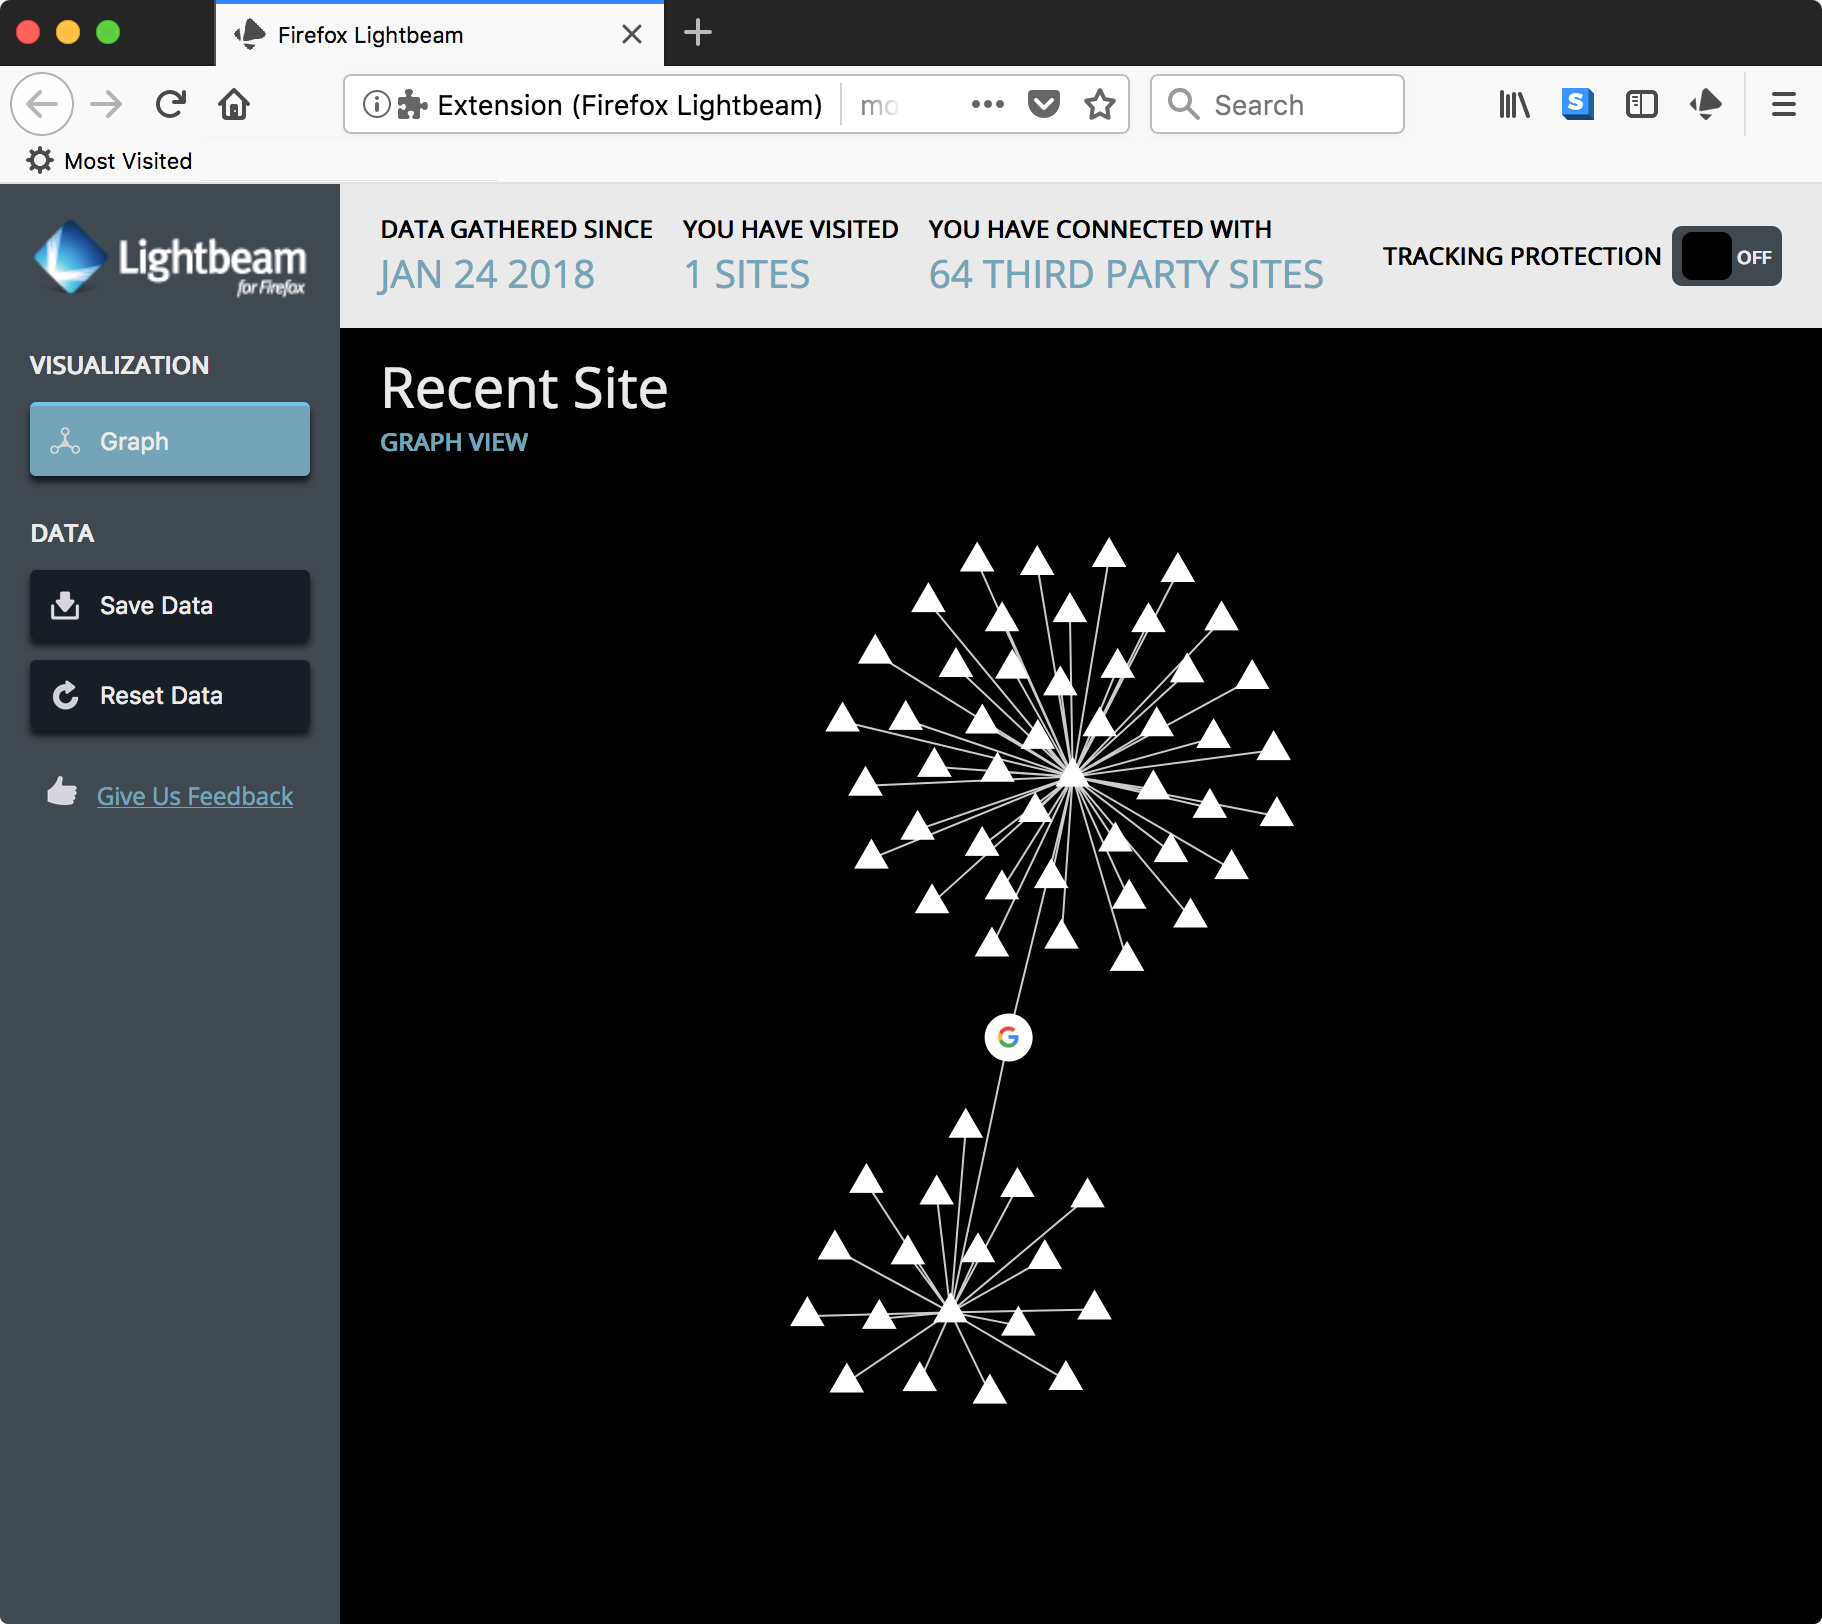 Firefox Lightbeam
Extension (Firefox Lightbeam)
Search
S
Most Visited
Lightbeam
for Firefox
DATA GATHERED SINCE
JAN 24 2018
YOU HAVE VISITED
1 SITES
YOU HAVE CONNECTED WITH
64 THIRD PARTY SITES
TRACKING PROTECTION
OFF
VISUALIZATION
Graph
DATA
Save Data
Reset Data
Give Us Feedback
Recent Site
GRAPH VIEW
G